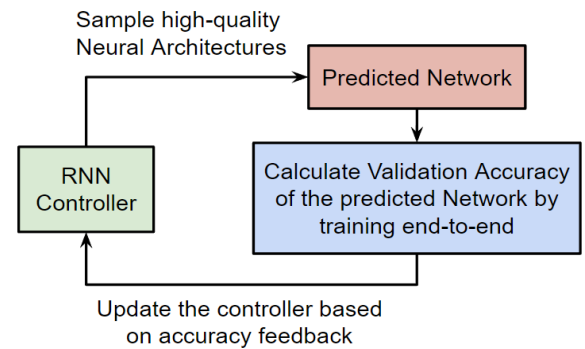 Sample high-quality
Neural Architectures
Predicted Network
RNN
Controller
Calculate Validation Accuracy
of the predicted Network by
training end-to-end
Update the controller based
on accuracy feedback